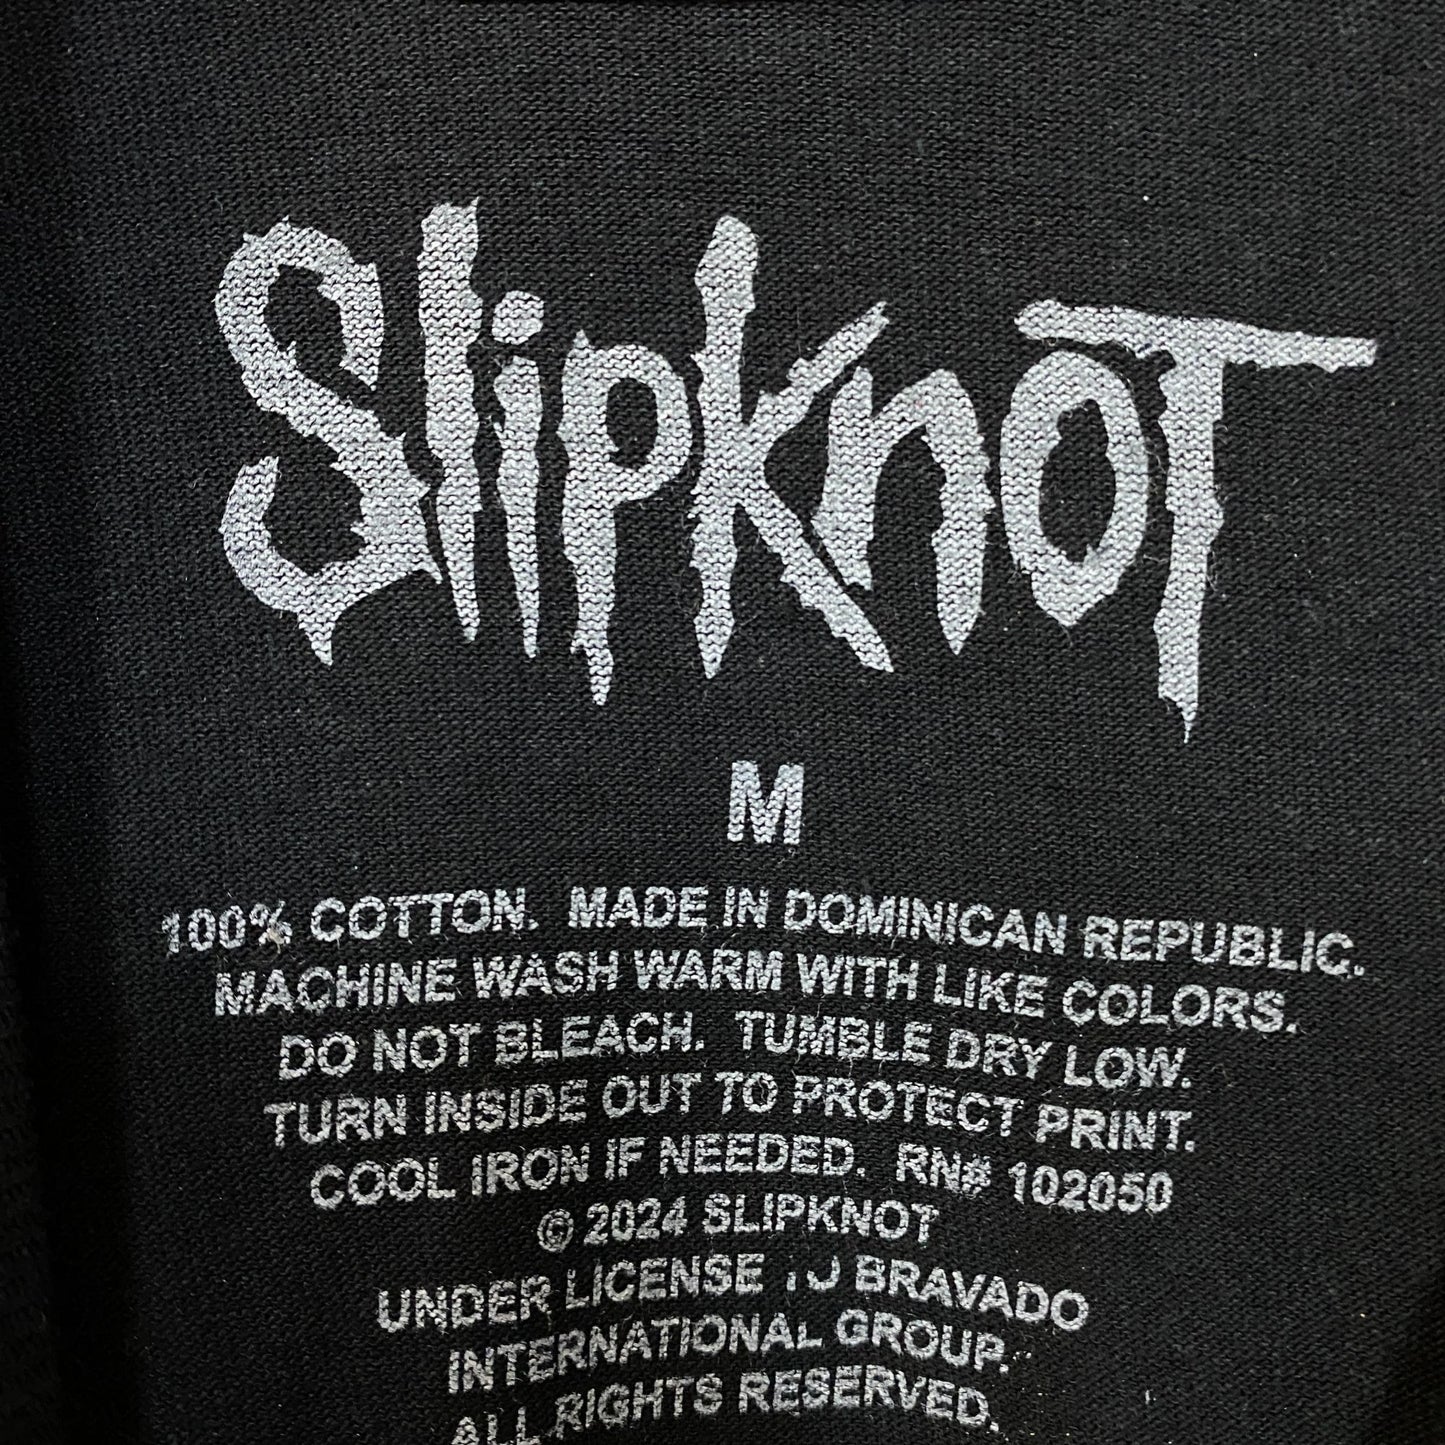 SlipknoT
M
100% COTTON. MADE IN DOMINICAN REPUBLIC.
MACHINE WASH WARM WITH LIKE COLORS.
DO NOT BLEACH. TUMBLE DRY LOW.
TURN INSIDE OUT TO PROTECT PRINT.
COOL IRON IF NEEDED. RN# 102050
© 2024 SLIPKNOT
UNDER LICENSE TO BRAVADO
INTERNATIONAL GROUP.
ALL RIGHTS RESERVED.